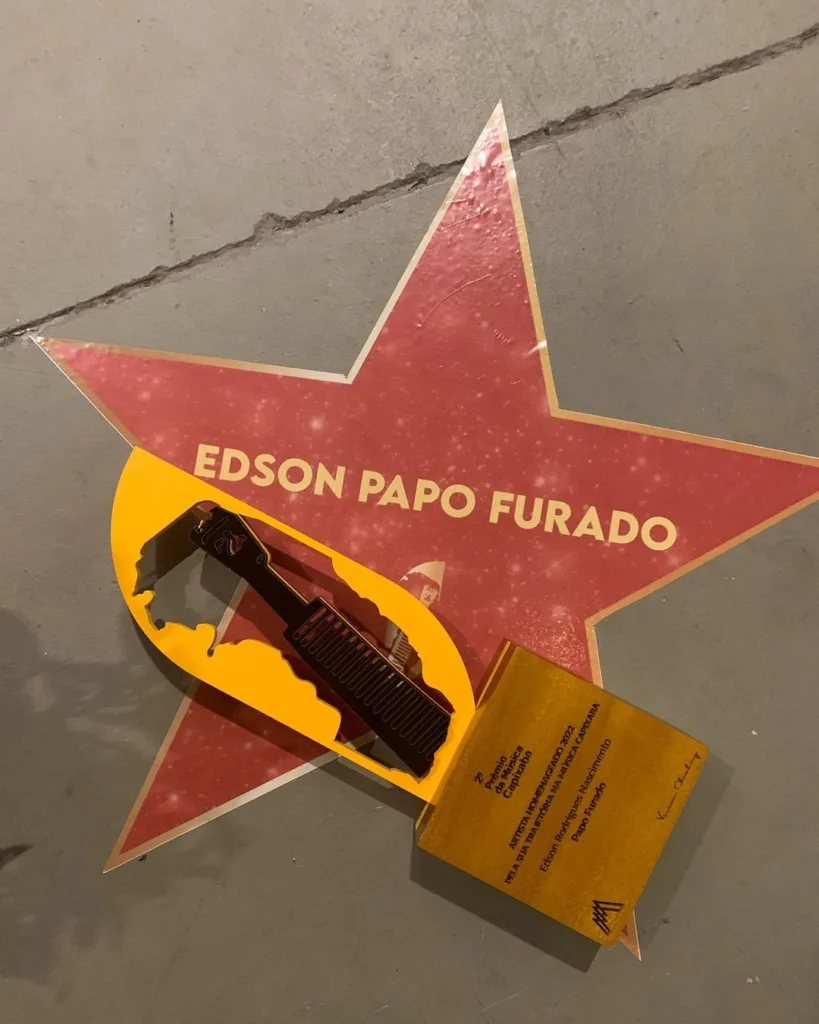 EDSON PAPO FURADO
2º
Prêmio
da Música
Capixaba
ARTISTA HOMENAGEADO 2022
PELA SUA TRAJETÓRIA NA MÚSICA CAPIXABA
Edson Rodrigues Nascimento
Papo Furado